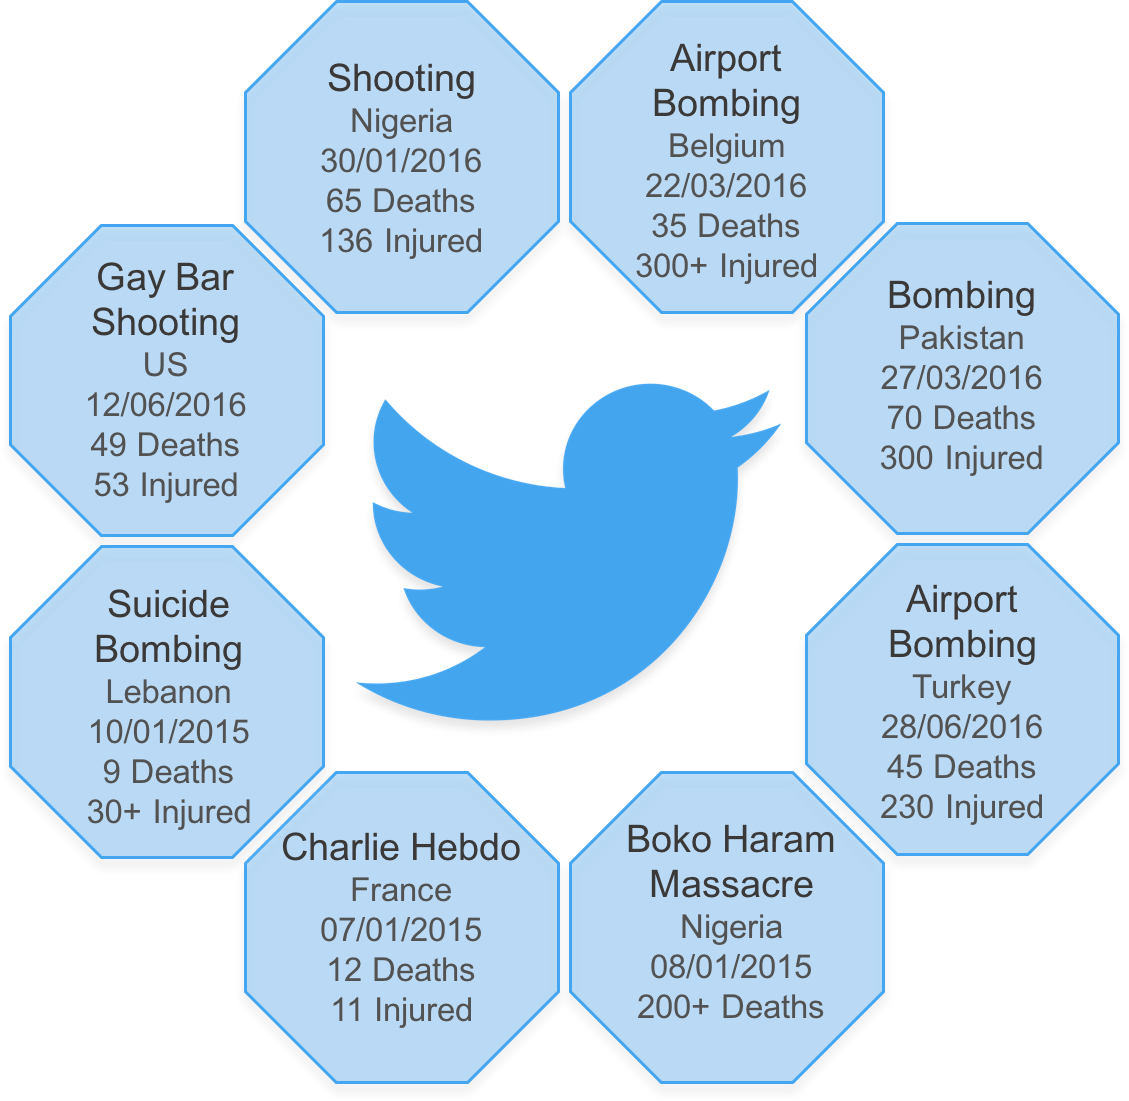 Shooting
Nigeria
30/01/2016
65 Deaths
136 Injured
Airport
Bombing
Belgium
22/03/2016
35 Deaths
300+ Injured
Bombing
Pakistan
27/03/2016
70 Deaths
300 Injured
Airport
Bombing
Turkey
28/06/2016
45 Deaths
230 Injured
Boko Haram
Massacre
Nigeria
08/01/2015
200+ Deaths
Charlie Hebdo
France
07/01/2015
12 Deaths
11 Injured
Suicide
Bombing
Lebanon
10/01/2015
9 Deaths
30+ Injured
Gay Bar
Shooting
US
12/06/2016
49 Deaths
53 Injured